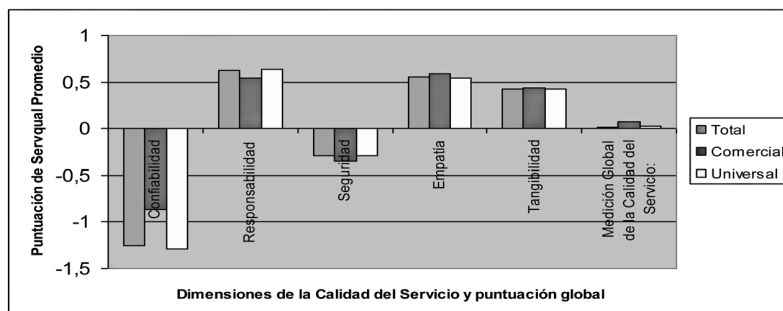 1
0,5
0
-0,5
-1
-1,5
Puntuación de Servqual Promedio
Confiabilidad
Responsabilidad
Seguridad
Empatía
Tangibilidad
Medición Global
de la Calidad del
Servicio:
Total
Comercial
Universal
Dimensiones de la Calidad del Servicio y puntuación global